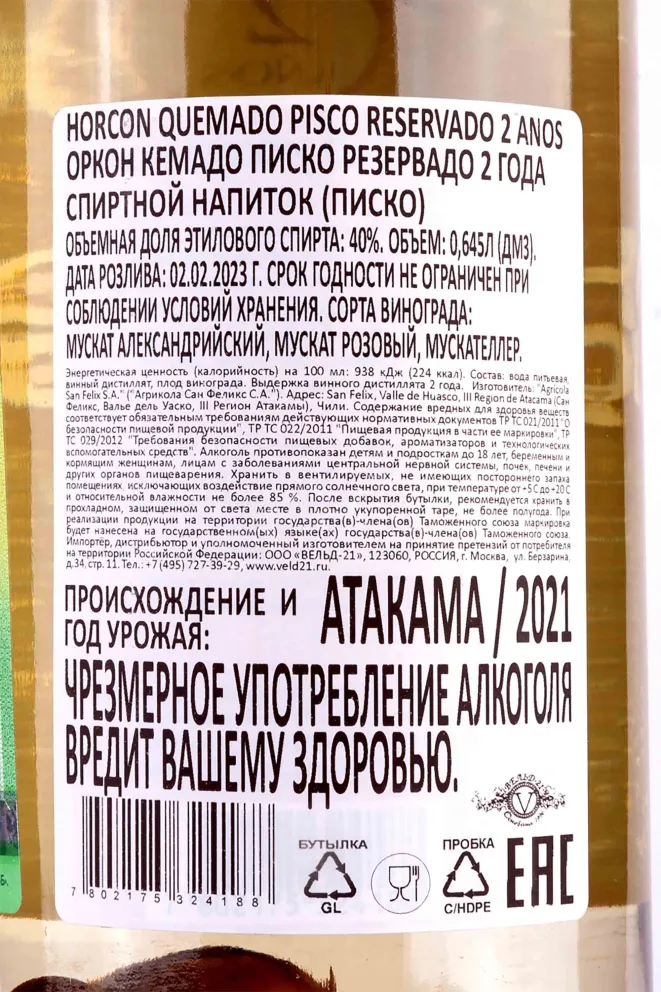 HORCON QUEMADO PISCO RESERVADO 2 ANOS
ОРКОН КЕМАДО ПИСКО РЕЗЕРВАДО 2 ГОДА
СПИРТНОЙ НАПИТОК (ПИСКО)
ОБЪЕМНАЯ ДОЛЯ ЭТИЛОВОГО СПИРТА: 40%. ОБЪЕМ: 0,645Л (ДМ3).
ДАТА РОЗЛИВА: 02.02.2023 Г. СРОК ГОДНОСТИ НЕ ОГРАНИЧЕН ПРИ
СОБЛЮДЕНИИ УСЛОВИЙ ХРАНЕНИЯ. СОРТА ВИНОГРАДА:
МУСКАТ АЛЕКСАНДРИЙСКИЙ, МУСКАТ РОЗОВЫЙ, МУСКАТЕЛЛЕР.
Энергетическая ценность (калорийность) на 100 мл: 938 кДж (224 ккал). Состав: вода питьевая,
винный дистиллят, плод винограда. Выдержка винного дистиллята 2 года. Изготовитель: "Agricola
San Felix S.A." ("Агрикола Сан Феликс С.А."). Адрес: San Felix, Valle de Huasco, III Region de Atacama (Сан
Феликс, Валье дель Уаско, III Регион Атакамы), Чили. Содержание вредных для здоровья веществ
соответствует обязательным требованиям действующих нормативных документов ТР ТС 021/2011 "О
безопасности пищевой продукции", ТР ТС 022/2011 "Пищевая продукция в части ее маркировки", ТР
ТС 029/2012 "Требования безопасности пищевых добавок, ароматизаторов и технологических
вспомогательных средств". Алкоголь противопоказан детям и подросткам до 18 лет, беременным и
кормящим женщинам, лицам с заболеваниями центральной нервной системы, почек, печени и
других органов пищеварения. Хранить в вентилируемых, не имеющих постороннего запаха
помещениях исключающих воздействие прямого солнечного света, при температуре от +5 С до +20 С
и относительной влажности не более 85 %. После вскрытия бутылки, рекомендуется хранить в
прохладном, защищенном от света месте в плотно укупоренной таре, не более полугода. При
реализации продукции на территории государства(в)-члена(ов) Таможенного союза маркировка
будет нанесена на государственном(ых) языке(ах) государств(в)-члена(ов) Таможенного союза.
Импортёр, дистрибьютор и уполномоченный изготовителем на принятие претензий от потребителя
на территории Российской Федерации: ООО «ВЕЛЬД-21», 123060, РОССИЯ, г. Москва, ул. Берзарина,
д.34, стр. 11. Тел.: +7 (495) 727-39-29, www.veld21.ru.
ПРОИСХОЖДЕНИЕ И
ГОД УРОЖАЯ:
АТАКАМА / 2021
ЧРЕЗМЕРНОЕ УПОТРЕБЛЕНИЕ АЛКОГОЛЯ
ВРЕДИТ ВАШЕМУ ЗДОРОВЬЮ.
ВЕЛЬД-21
V
БУТЫЛКА
ПРОБКА
EAC
GL
C/HDPE
7 802175 324188